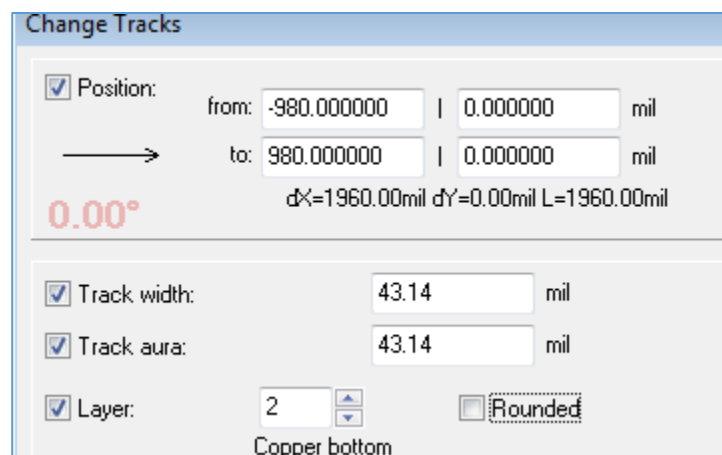 Change Tracks
Position:
from: -980.000000 | 0.000000 mil
to: 980.000000 | 0.000000 mil
0.00°
dX=1960.00mil dY=0.00mil L=1960.00mil
Track width: 43.14 mil
Track aura: 43.14 mil
Layer: 2 Rounded
Copper bottom